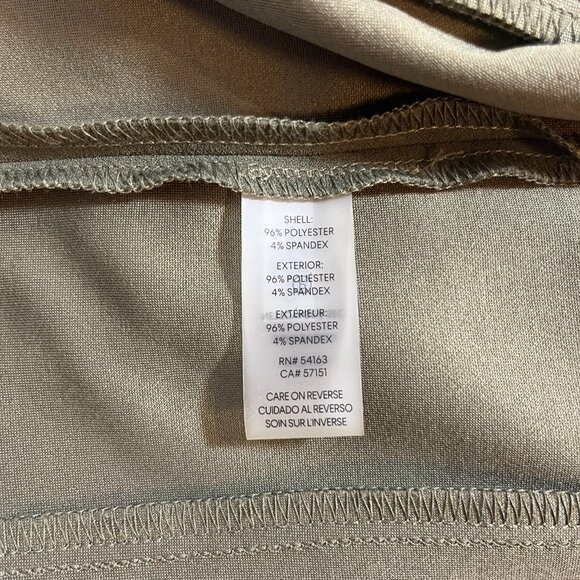 SHELL:
96% POLYESTER
4% SPANDEX
EXTERIOR:
96% POLIÉSTER
4% SPANDEX
EXTÉRIEUR:
96% POLYESTER
4% SPANDEX
RN# 54163
CA# 57151
CARE ON REVERSE
CUIDADO AL REVERSO
SOIN SUR L'INVERSE